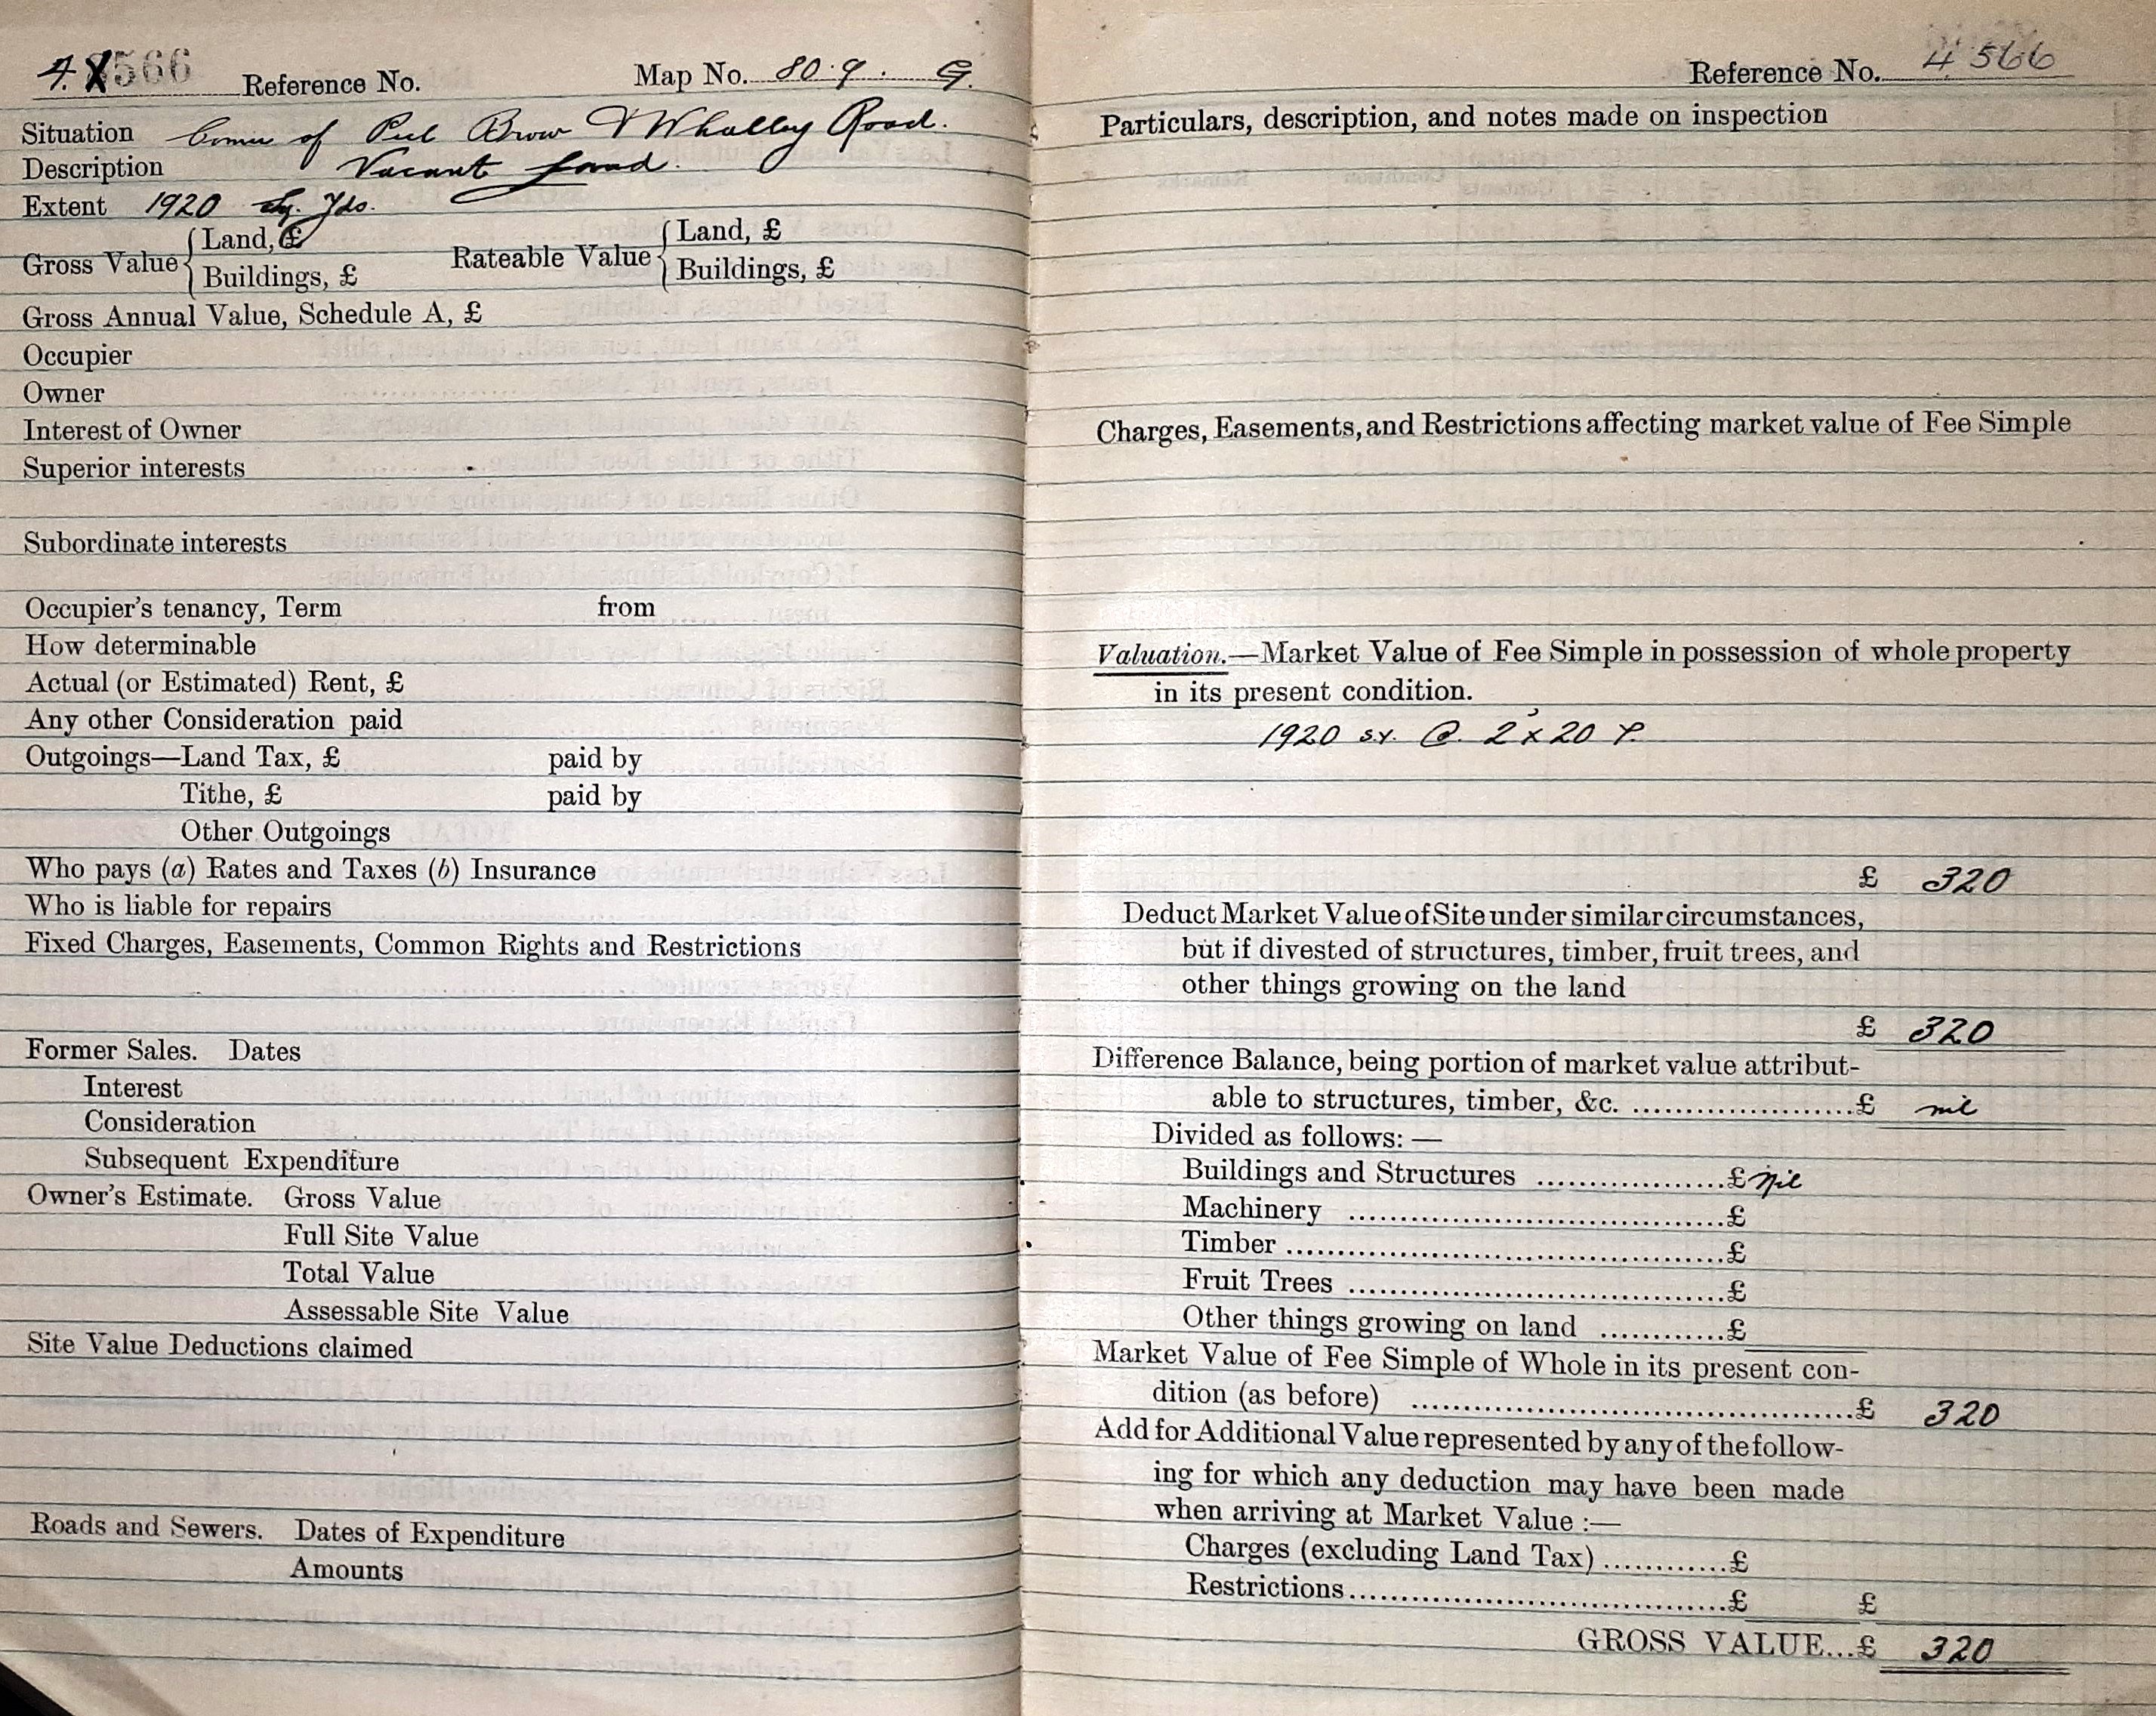 4.X566 Reference No. Map No. 80.9. G.
Situation Corner of Peel Brow & Whalley Road.
Description Vacant Land.
Extent 1920 Sq. Yds.
Gross Value { Land, £ Rateable Value { Land, £
Buildings, £ Buildings, £
Gross Annual Value, Schedule A, £
Occupier
Owner
Interest of Owner
Superior interests
Subordinate interests
Occupier's tenancy, Term from
How determinable
Actual (or Estimated) Rent, £
Any other Consideration paid
Outgoings—Land Tax, £ paid by
Tithe, £ paid by
Other Outgoings
Who pays (a) Rates and Taxes (b) Insurance
Who is liable for repairs
Fixed Charges, Easements, Common Rights and Restrictions
Former Sales. Dates
Interest
Consideration
Subsequent Expenditure
Owner's Estimate. Gross Value
Full Site Value
Total Value
Assessable Site Value
Site Value Deductions claimed
Roads and Sewers. Dates of Expenditure
Amounts
Reference No. 4566
Particulars, description, and notes made on inspection
Charges, Easements, and Restrictions affecting market value of Fee Simple
Valuation.—Market Value of Fee Simple in possession of whole property
in its present condition.
1920 s.y. @ 2 x 20 Y.P.
£ 320
Deduct Market Value of Site under similar circumstances,
but if divested of structures, timber, fruit trees, and
other things growing on the land
£ 320
Difference Balance, being portion of market value attribut-
able to structures, timber, &c. ........................£ nil
Divided as follows:—
Buildings and Structures ....................£ Nil
Machinery ........................................£
Timber ................................................£
Fruit Trees ........................................£
Other things growing on land ............£
Market Value of Fee Simple of Whole in its present con-
dition (as before) ................................................£ 320
Add for Additional Value represented by any of the follow-
ing for which any deduction may have been made
when arriving at Market Value :—
Charges (excluding Land Tax) ............£
Restrictions ........................................£ £
GROSS VALUE...£ 320